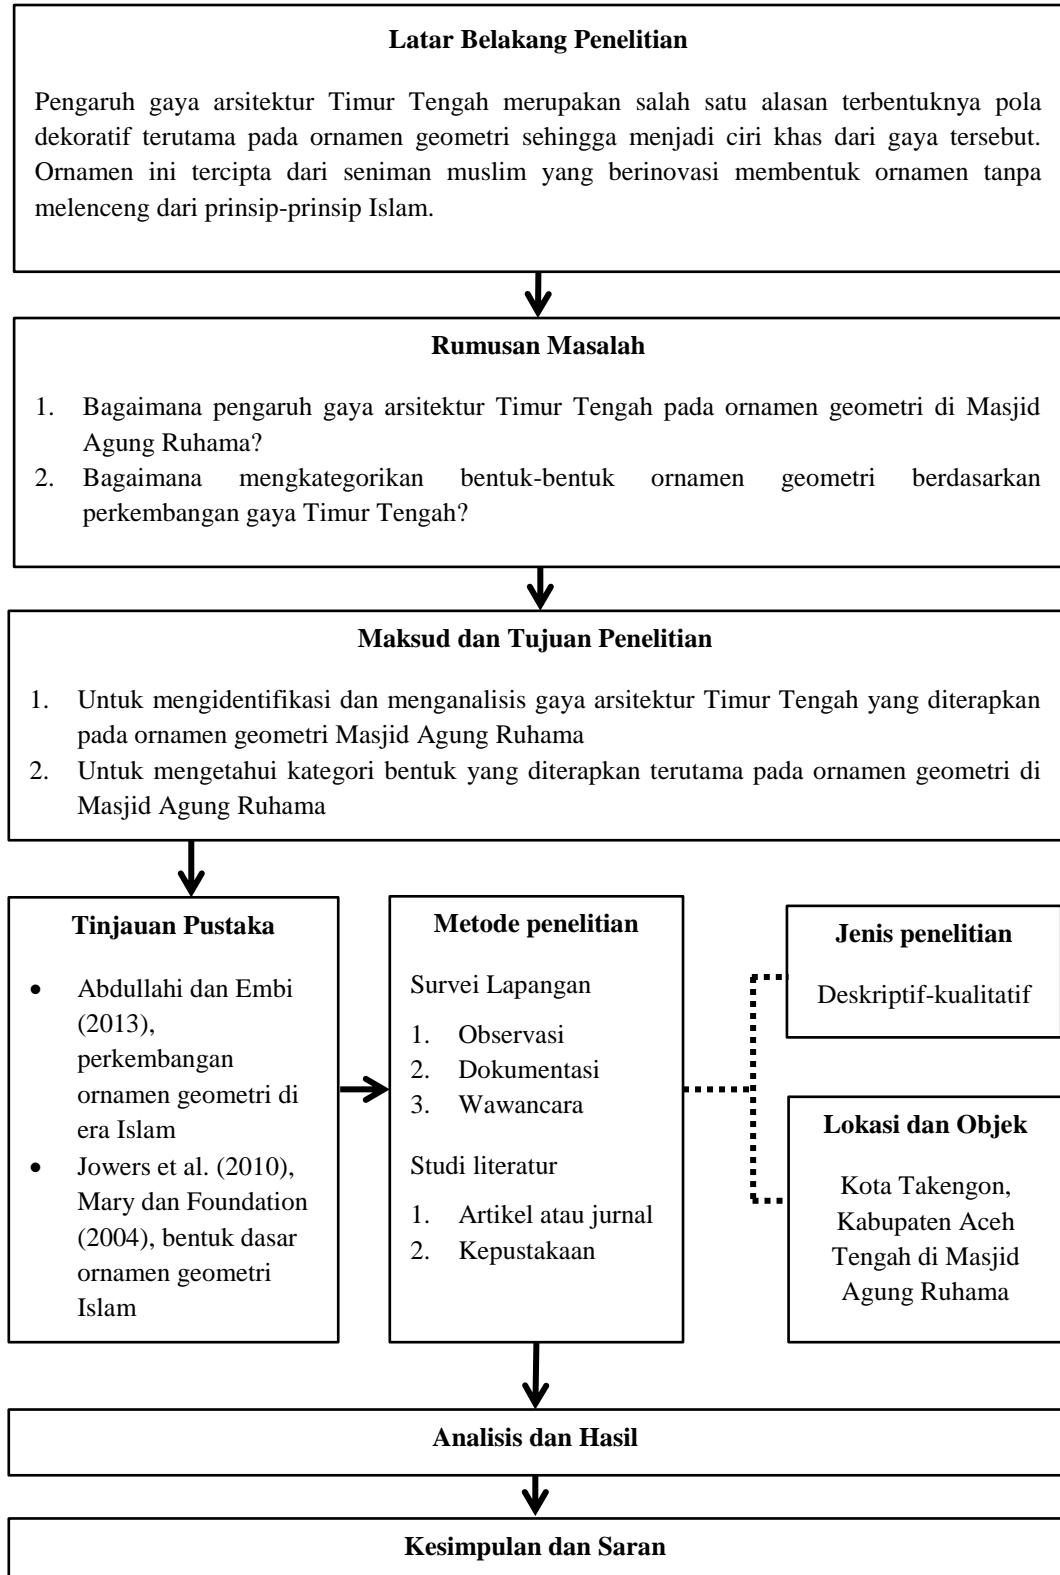 Latar Belakang Penelitian
Pengaruh gaya arsitektur Timur Tengah merupakan salah satu alasan terbentuknya pola
dekoratif terutama pada ornamen geometri sehingga menjadi ciri khas dari gaya tersebut.
Ornamen ini tercipta dari seniman muslim yang berinovasi membentuk ornamen tanpa
melenceng dari prinsip-prinsip Islam.
Rumusan Masalah
1. Bagaimana pengaruh gaya arsitektur Timur Tengah pada ornamen geometri di Masjid
Agung Ruhama?
2. Bagaimana mengkategorikan bentuk-bentuk ornamen geometri berdasarkan
perkembangan gaya Timur Tengah?
Maksud dan Tujuan Penelitian
1. Untuk mengidentifikasi dan menganalisis gaya arsitektur Timur Tengah yang diterapkan
pada ornamen geometri Masjid Agung Ruhama
2. Untuk mengetahui kategori bentuk yang diterapkan terutama pada ornamen geometri di
Masjid Agung Ruhama
Tinjauan Pustaka
• Abdullahi dan Embi
(2013),
perkembangan
ornamen geometri di
era Islam
• Jowers et al. (2010),
Mary dan Foundation
(2004), bentuk dasar
ornamen geometri
Islam
Metode penelitian
Survei Lapangan
1. Observasi
2. Dokumentasi
3. Wawancara
Studi literatur
1. Artikel atau jurnal
2. Kepustakaan
Jenis penelitian
Deskriptif-kualitatif
Lokasi dan Objek
Kota Takengon,
Kabupaten Aceh
Tengah di Masjid
Agung Ruhama
Analisis dan Hasil
Kesimpulan dan Saran